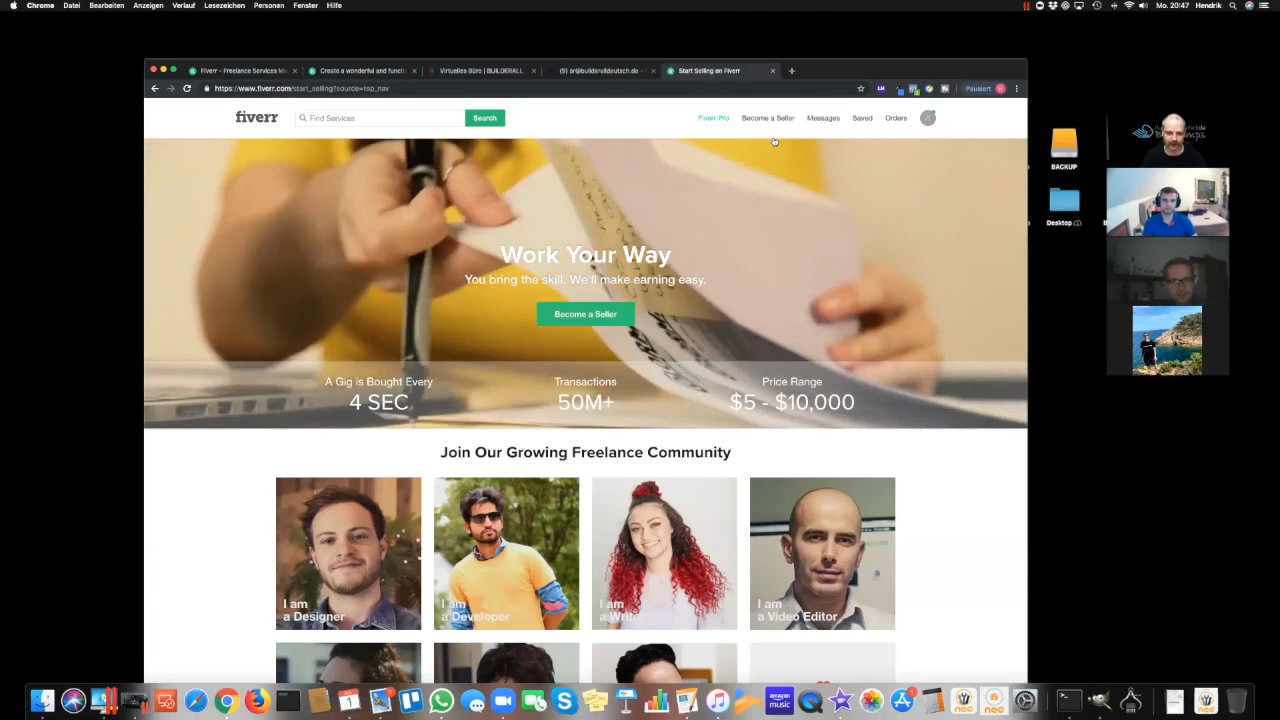 Chrome Datei Bearbeiten Anzeigen Verlauf Lesezeichen Personen Fenster Hilfe
Mo. 20:47 Hendrik
Fiverr - Freelance Services M
Create a wonderful and functi
Virtuelles Büro | BUILDERALL
(9) ar@builderalldeutsch.de -
Start Selling on Fiverr
https://www.fiverr.com/start_selling?source=top_nav
Pausiert
fiverr
Find Services
Search
Fiverr Pro
Become a Seller
Messages
Saved
Orders
BACKUP
Desktop
Work Your Way
You bring the skill. We'll make earning easy.
Become a Seller
A Gig is Bought Every
Transactions
Price Range
4 SEC
50M+
$5 - $10,000
Join Our Growing Freelance Community
I am
a Designer
I am
a Developer
I am
a Writer
I am
a Video Editor
amazon
music